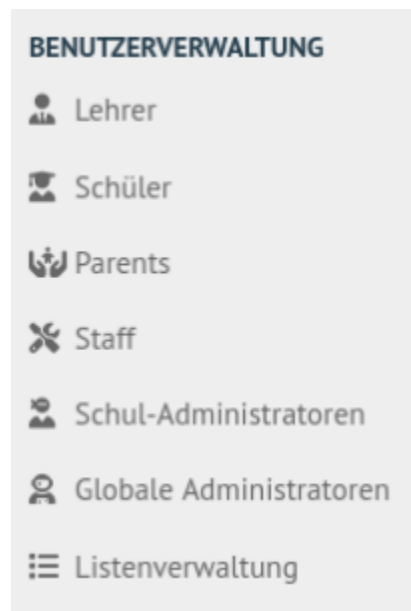 BENUTZERVERWALTUNG
Lehrer
Schüler
Parents
Staff
Schul-Administratoren
Globale Administratoren
Listenverwaltung